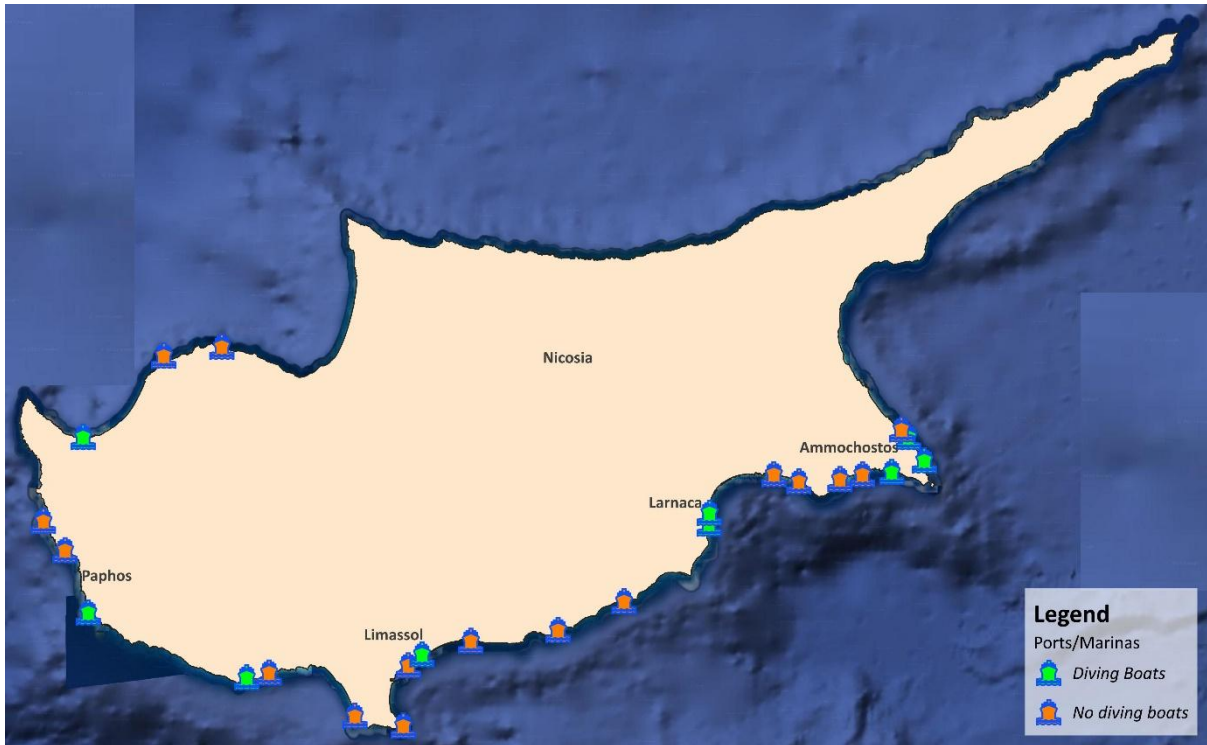 Nicosia
Ammochostos
Larnaca
Paphos
Limassol
Legend
Ports/Marinas
Diving Boats
No diving boats